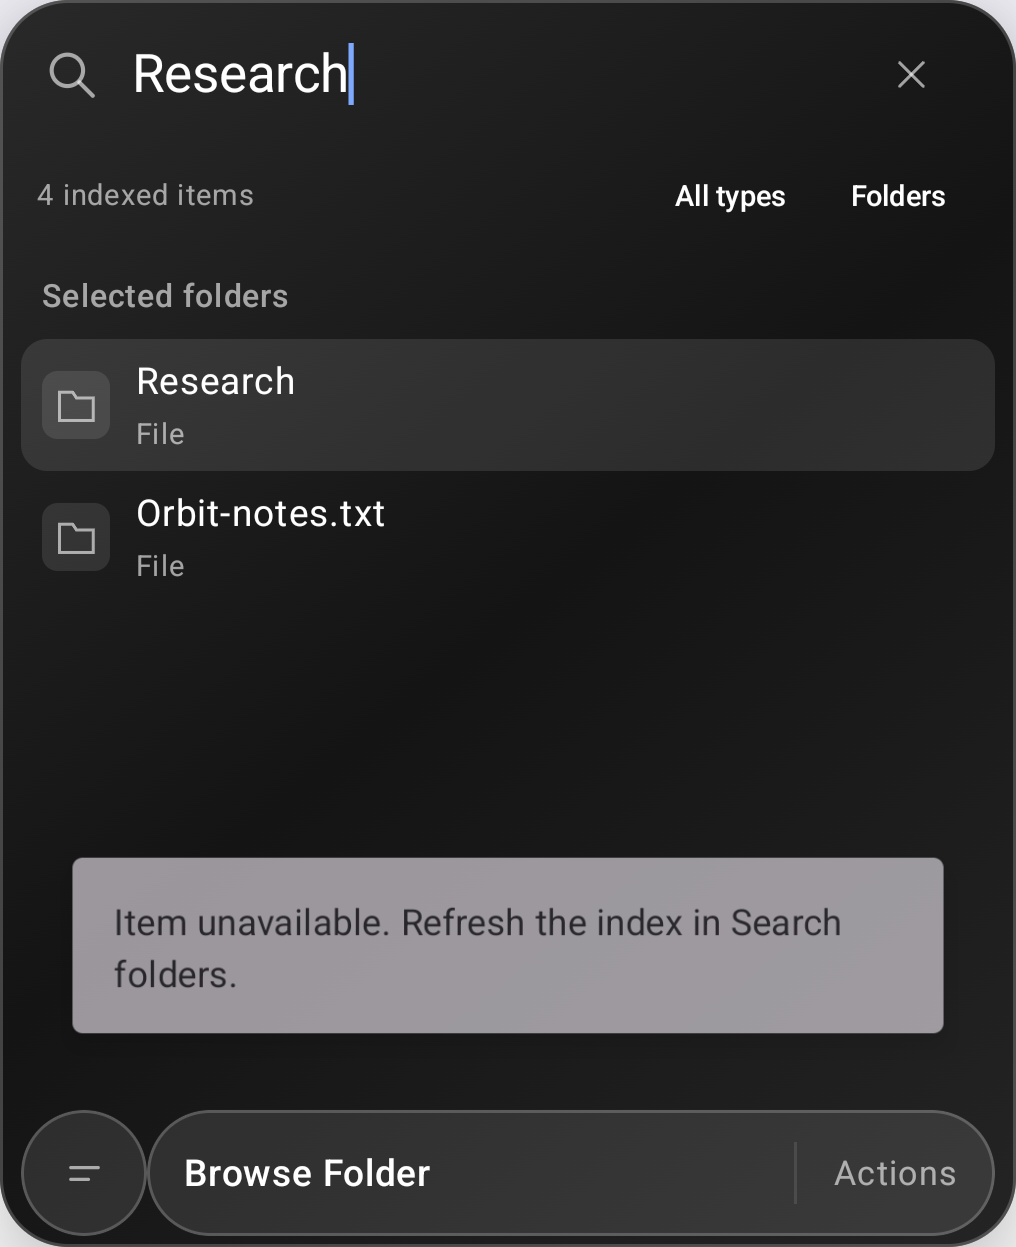 Research
4 indexed items
All types
Folders
Selected folders
Research
File
Orbit-notes.txt
File
Item unavailable. Refresh the index in Search
folders.
Browse Folder
Actions